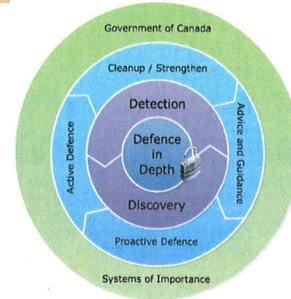 Government of Canada
Cleanup / Strengthen
Detection
Active Defence
Defence
in
Depth
Advice and Guidance
Discovery
Proactive Defence
Systems of Importance